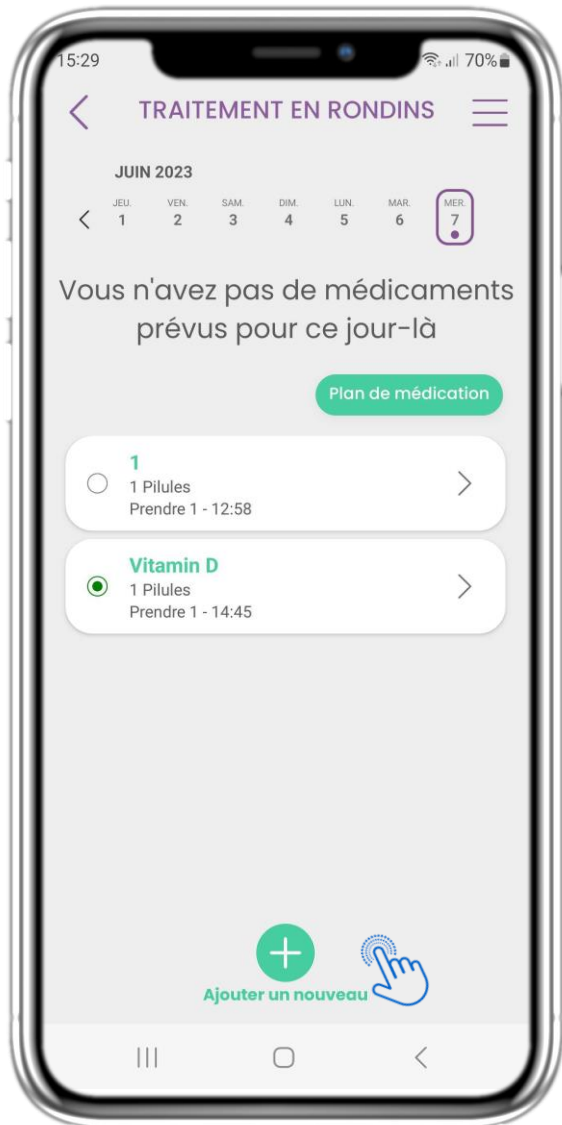 15:29 70%
TRAITEMENT EN RONDINS
JUIN 2023
JEU. VEN. SAM. DIM. LUN. MAR. MER.
1 2 3 4 5 6 7
Vous n'avez pas de médicaments
prévus pour ce jour-là
Plan de médication
1
1 Pilules
Prendre 1 - 12:58
Vitamin D
1 Pilules
Prendre 1 - 14:45
Ajouter un nouveau